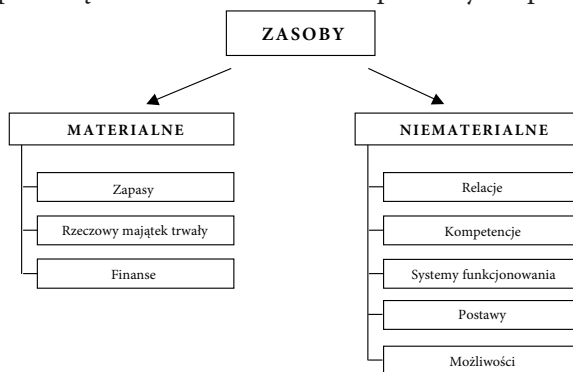 ZASOBY
MATERIALNE
Zapasy
Rzeczowy majątek trwały
Finanse
NIEMATERIALNE
Relacje
Kompetencje
Systemy funkcjonowania
Postawy
Możliwości